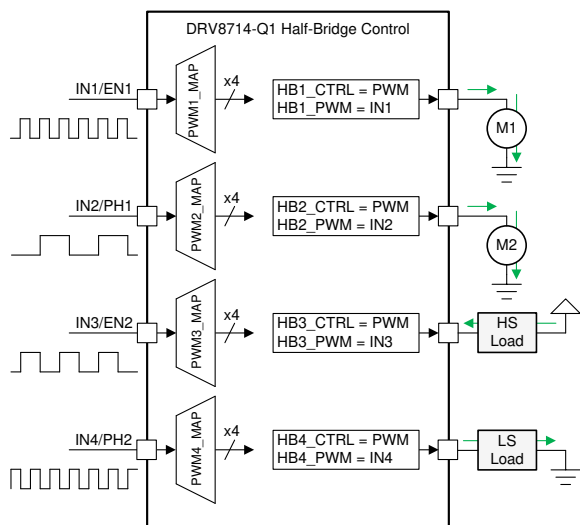 DRV8714-Q1 Half-Bridge Control
IN1/EN1
PWM1_MAP
x4
HB1_CTRL = PWM
HB1_PWM = IN1
M1
IN2/PH1
PWM2_MAP
x4
HB2_CTRL = PWM
HB2_PWM = IN2
M2
IN3/EN2
PWM3_MAP
x4
HB3_CTRL = PWM
HB3_PWM = IN3
HS
Load
IN4/PH2
PWM4_MAP
x4
HB4_CTRL = PWM
HB4_PWM = IN4
LS
Load